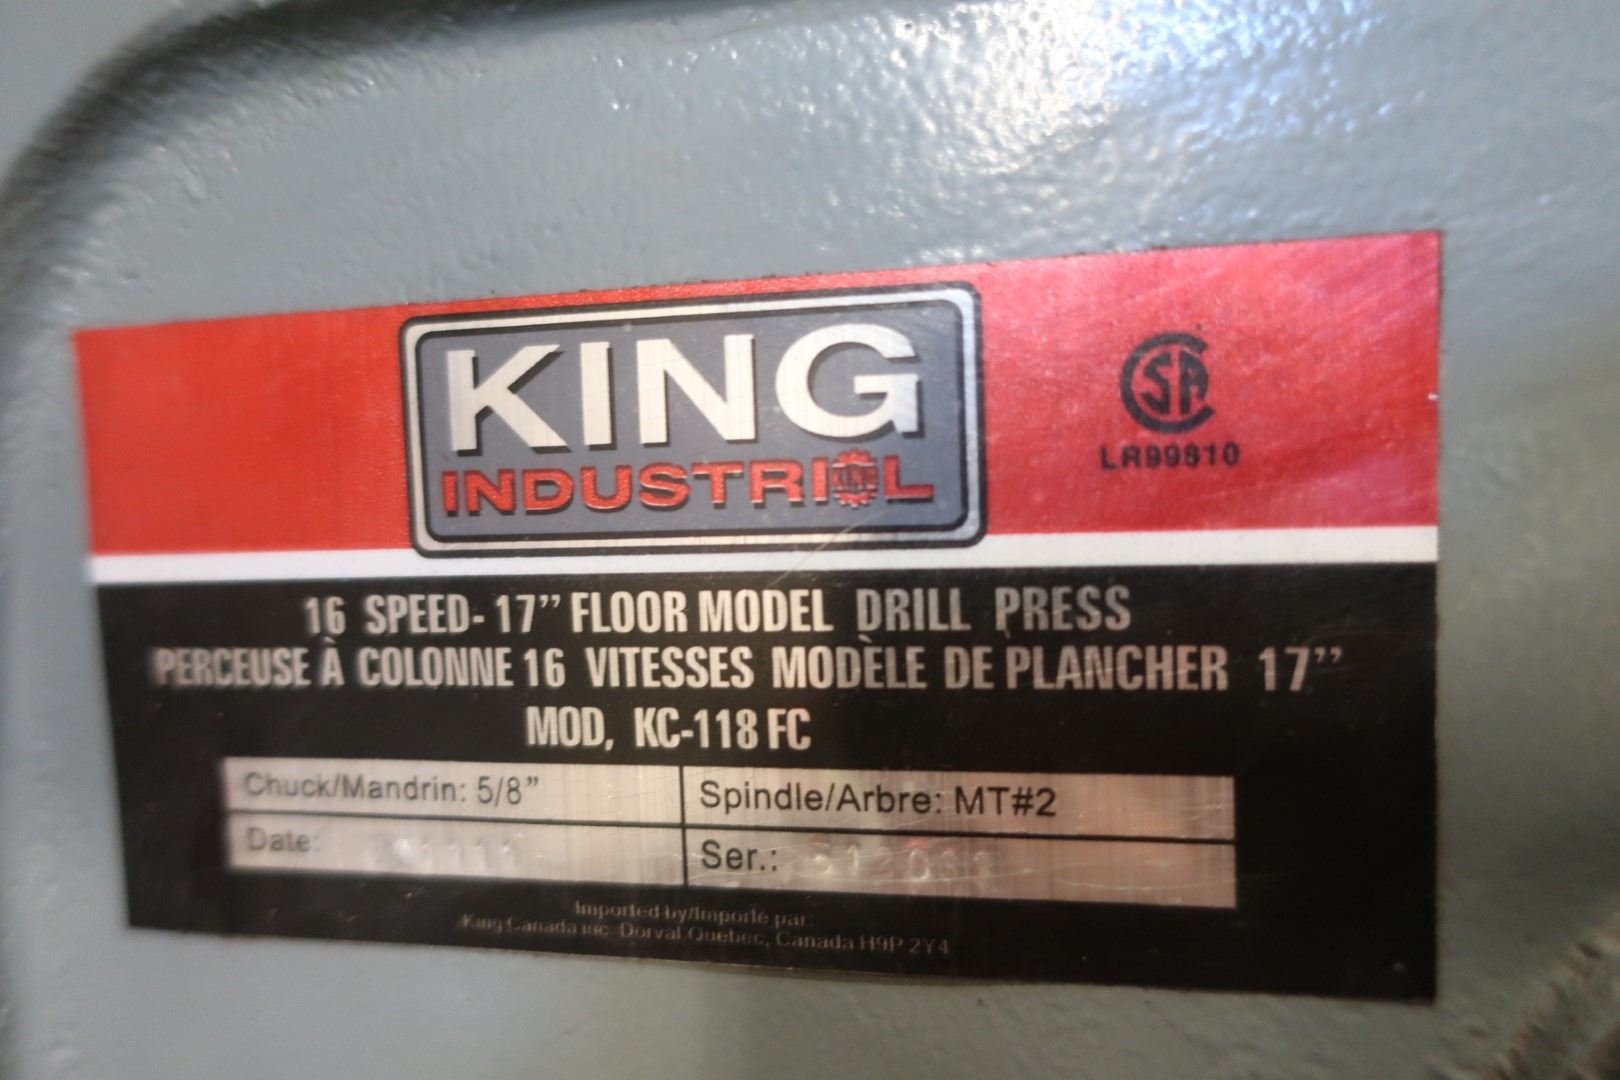 KING
INDUSTRIAL
CSA
LR99810
16 SPEED- 17” FLOOR MODEL DRILL PRESS
PERCEUSE À COLONNE 16 VITESSES MODÈLE DE PLANCHER 17”
MOD, KC-118 FC
Chuck/Mandrin: 5/8” Spindle/Arbre: MT#2
Date: Ser.:
Imported by/Importé par:
King Canada inc Dorval Quebec, Canada H9P 2Y4